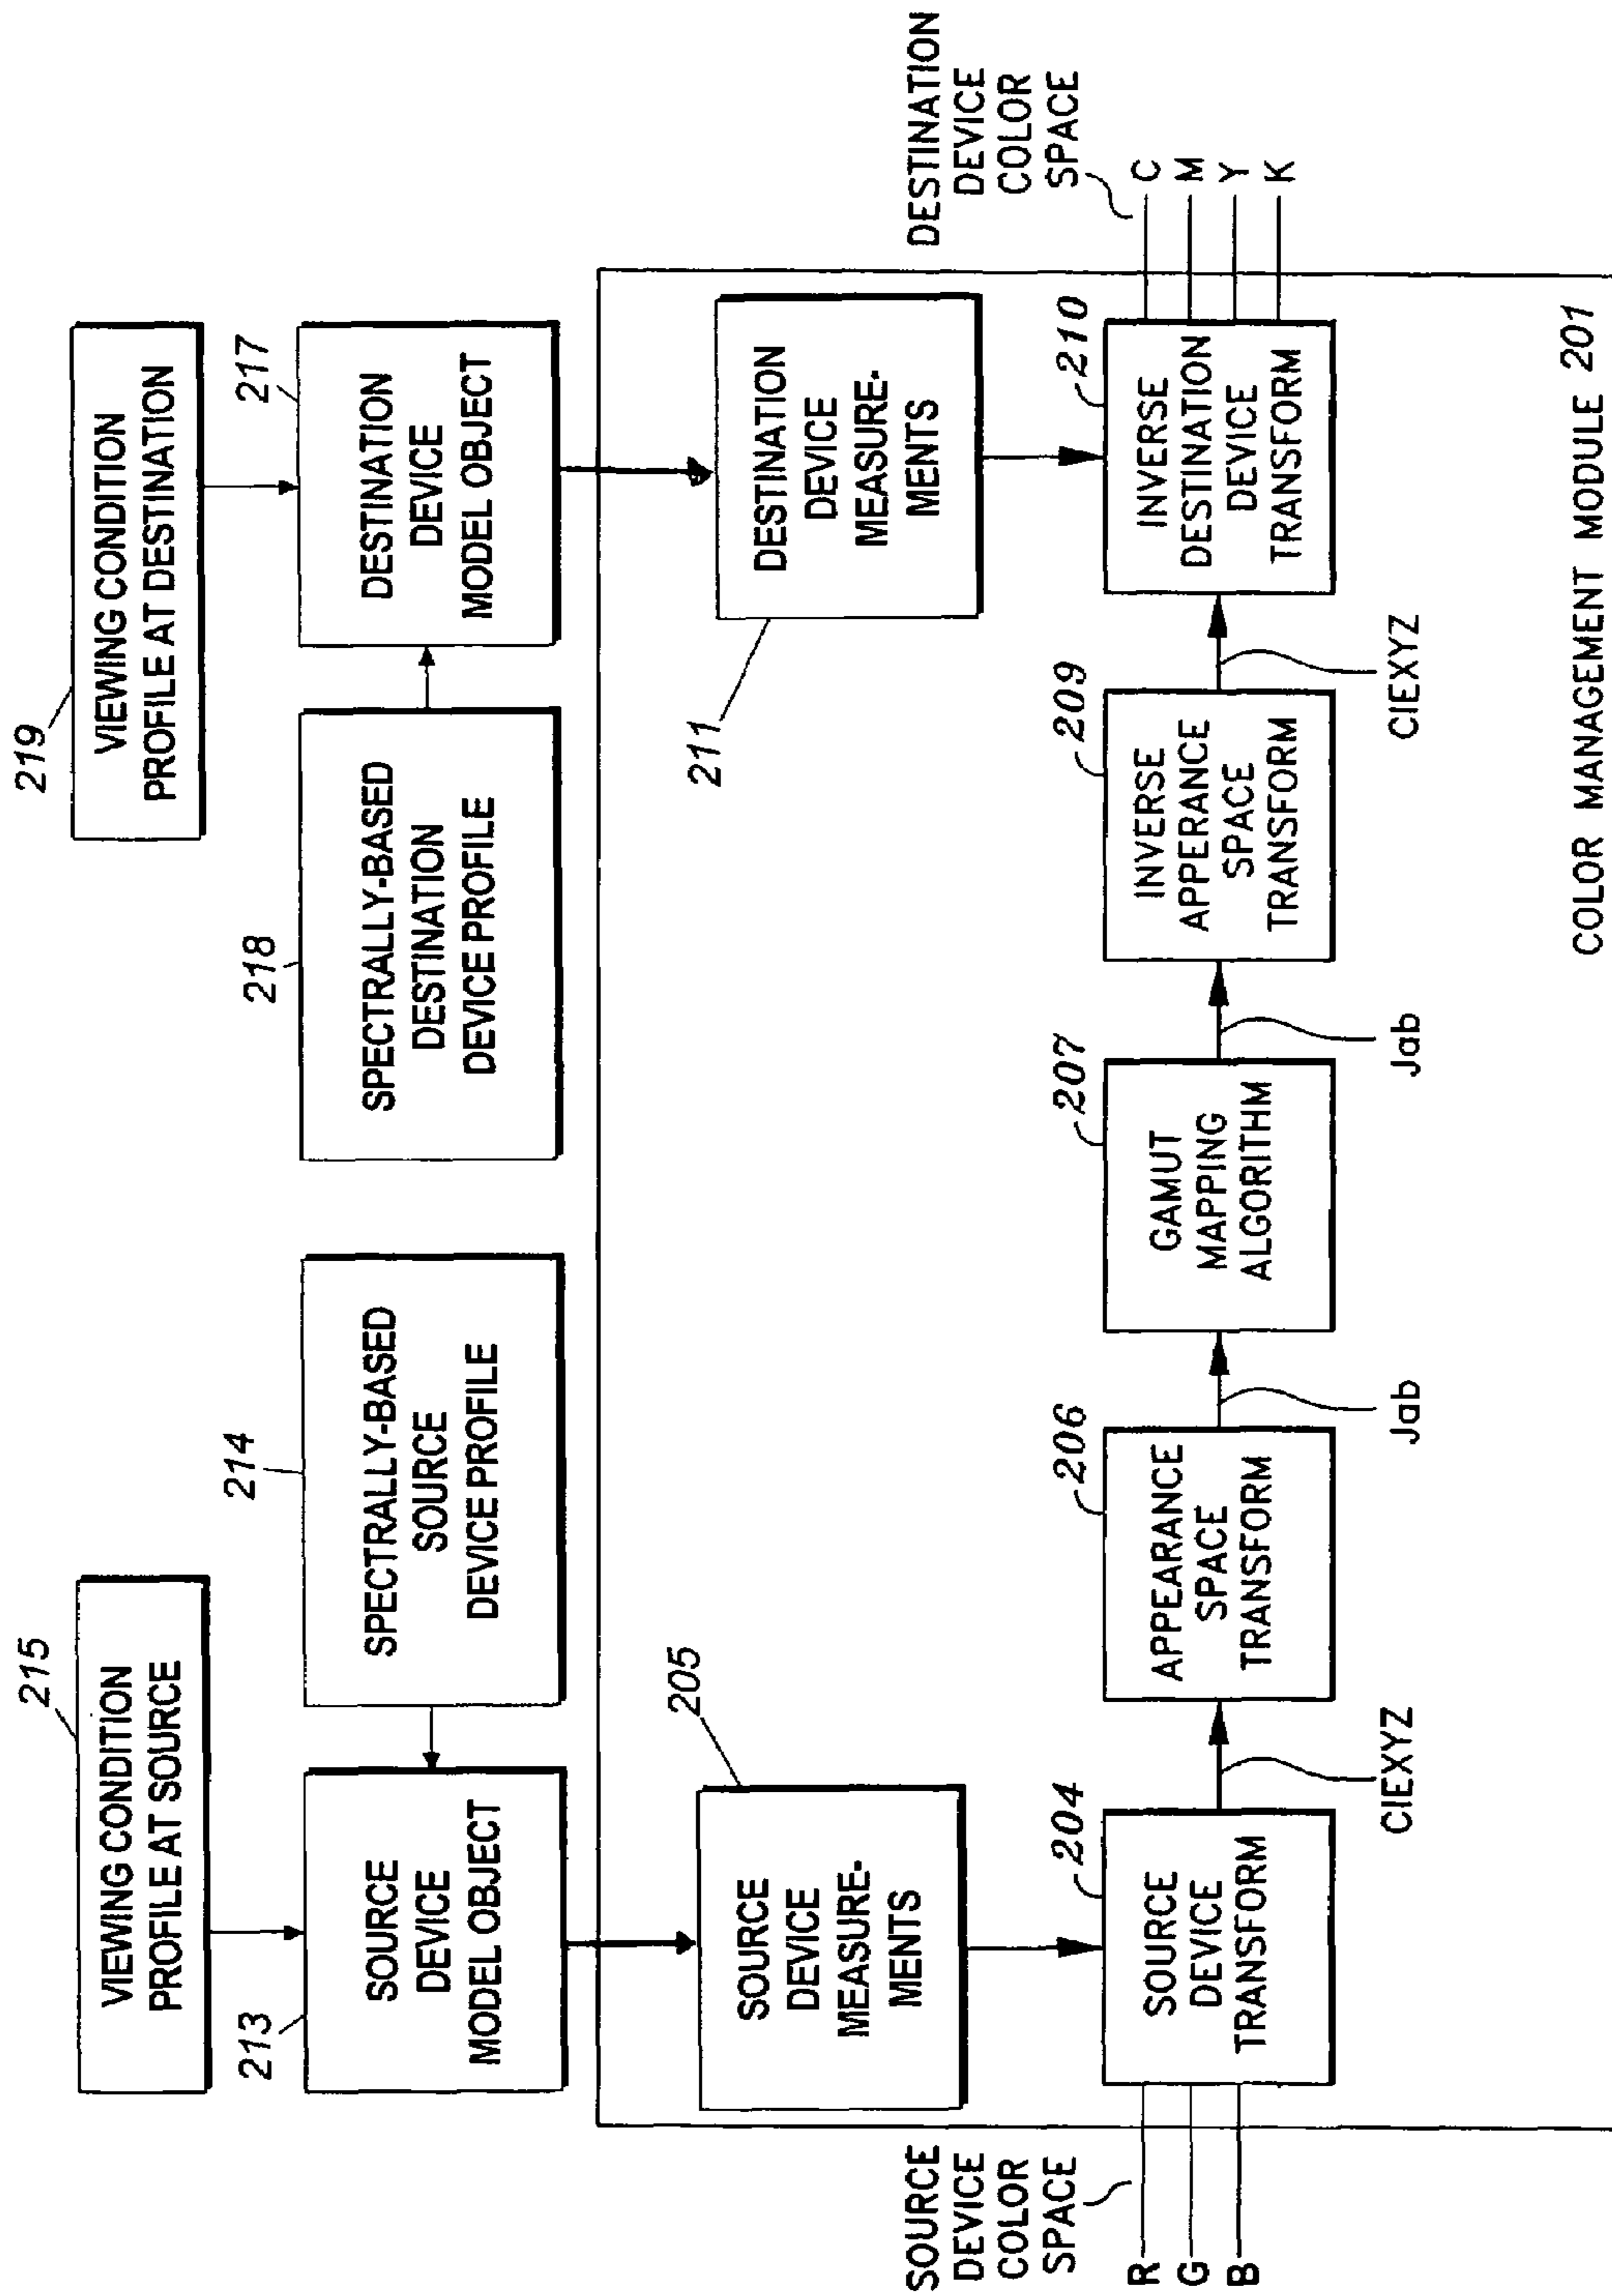 215
VIEWING CONDITION
PROFILE AT SOURCE
219
VIEWING CONDITION
PROFILE AT DESTINATION
213
SOURCE
DEVICE
MODEL OBJECT
214
SPECTRALLY-BASED
SOURCE
DEVICE PROFILE
218
SPECTRALLY-BASED
DESTINATION
DEVICE PROFILE
217
DESTINATION
DEVICE
MODEL OBJECT
205
SOURCE
DEVICE
MEASURE-
MENTS
211
DESTINATION
DEVICE
MEASURE-
MENTS
SOURCE
DEVICE
COLOR
SPACE
R
G
B
204
SOURCE
DEVICE
TRANSFORM
CIEXYZ
206
APPEARANCE
SPACE
TRANSFORM
Jab
207
GAMUT
MAPPING
ALGORITHM
Jab
209
INVERSE
APPERANCE
SPACE
TRANSFORM
CIEXYZ
210
INVERSE
DESTINATION
DEVICE
TRANSFORM
DESTINATION
DEVICE
COLOR
SPACE
C
M
Y
K
COLOR MANAGEMENT MODULE 201